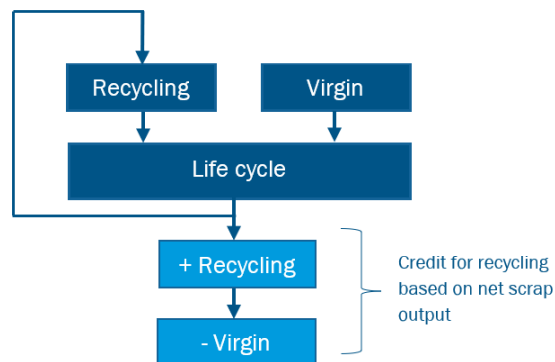 Recycling
Virgin
Life cycle
+ Recycling
- Virgin
Credit for recycling
based on net scrap
output